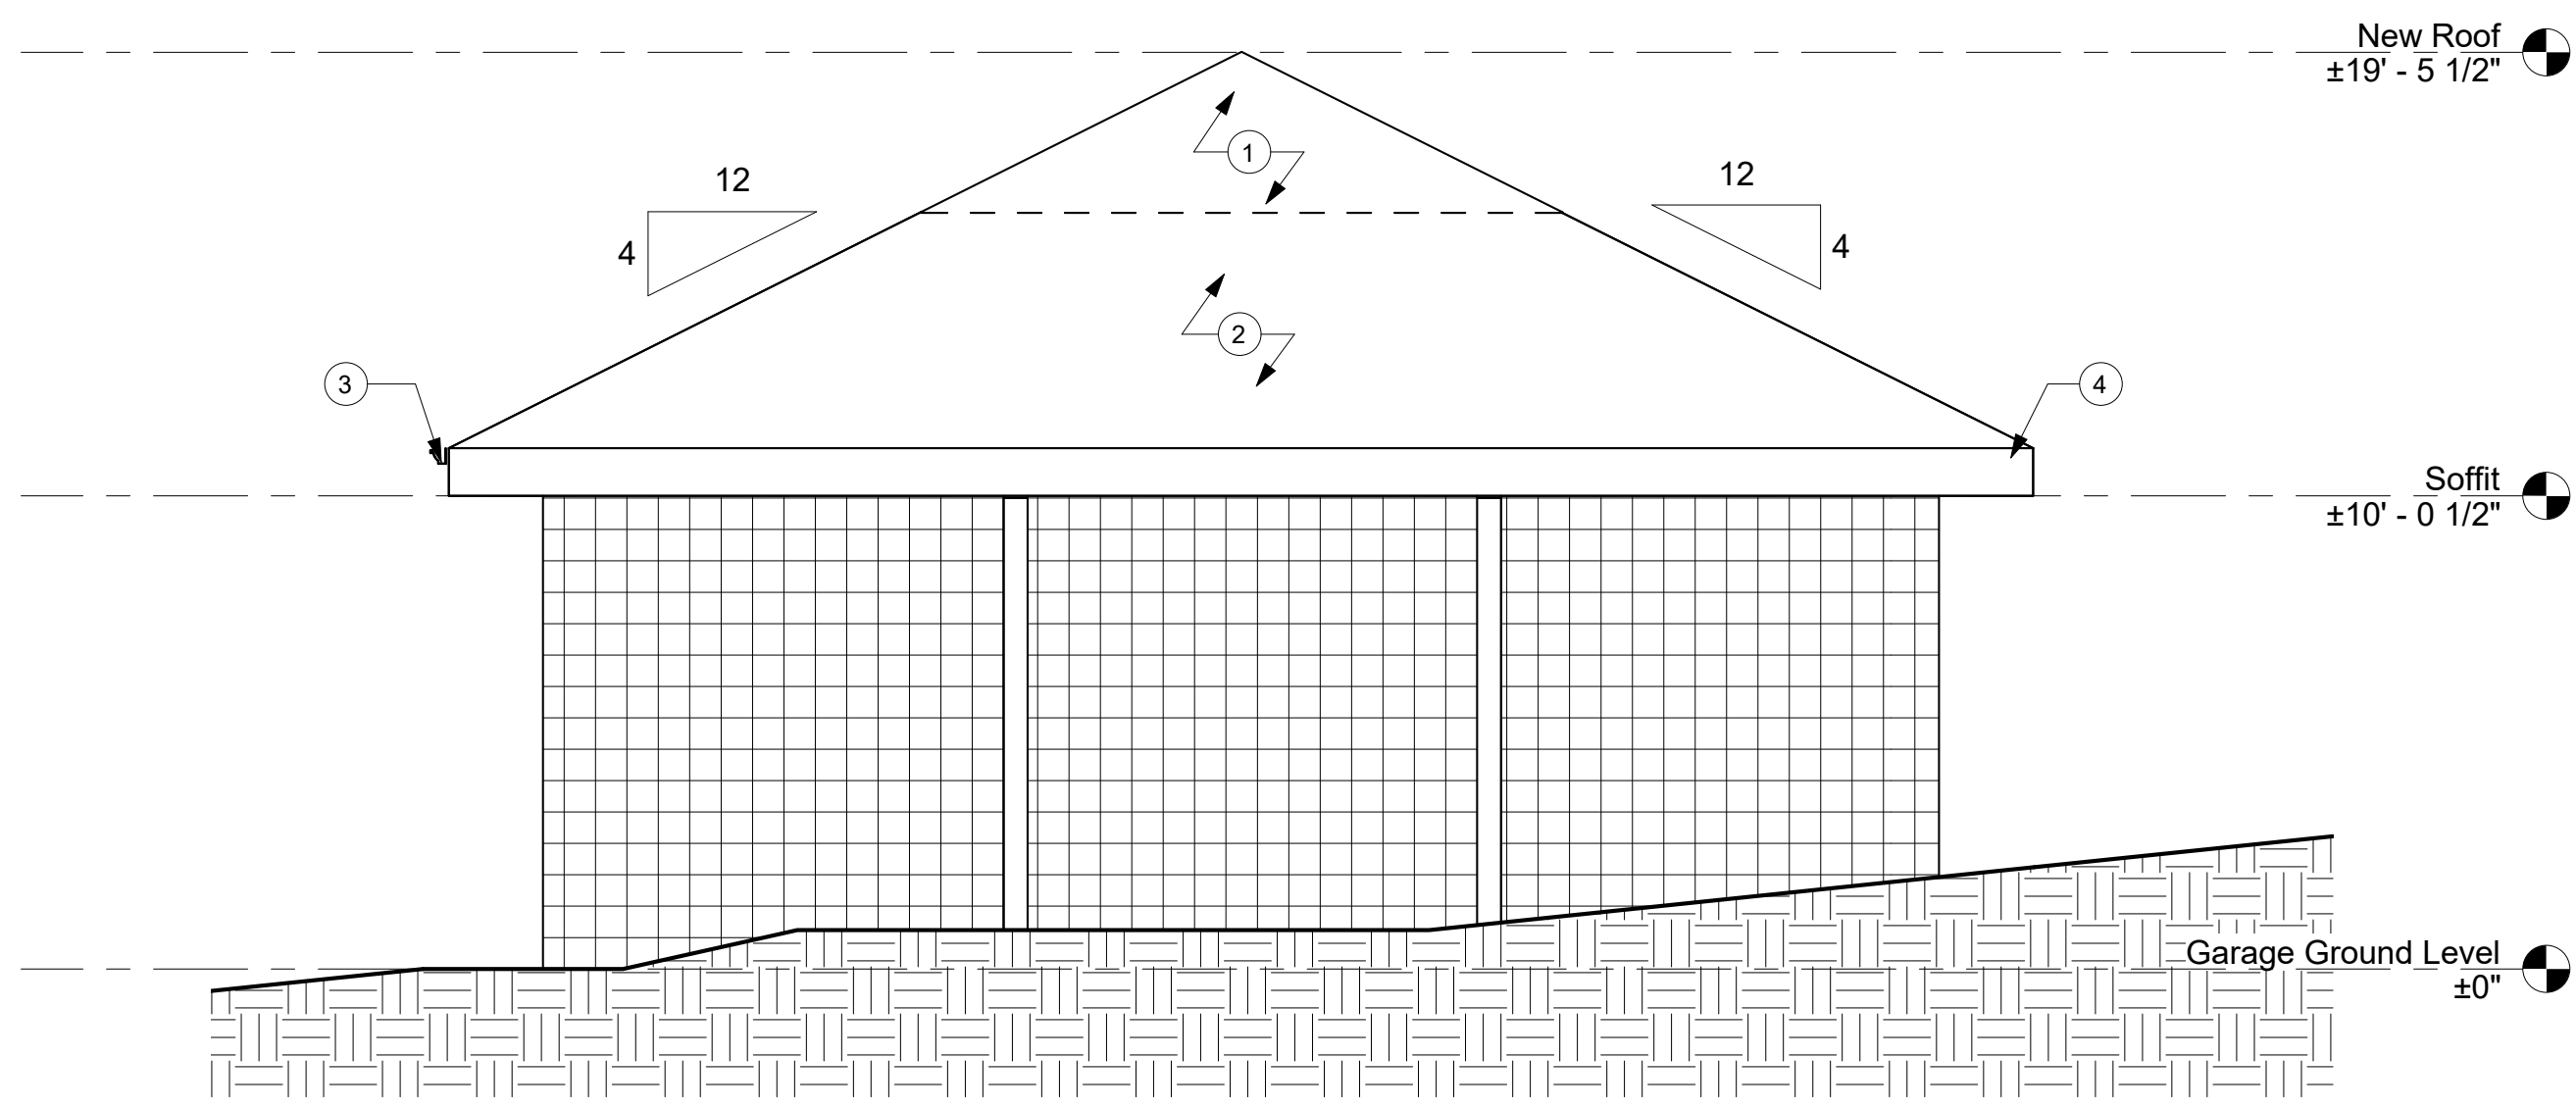 New Roof
±19' - 5 1/2"
1
12
12
4
4
2
3
4
Soffit
±10' - 0 1/2"
Garage Ground Level
±0"